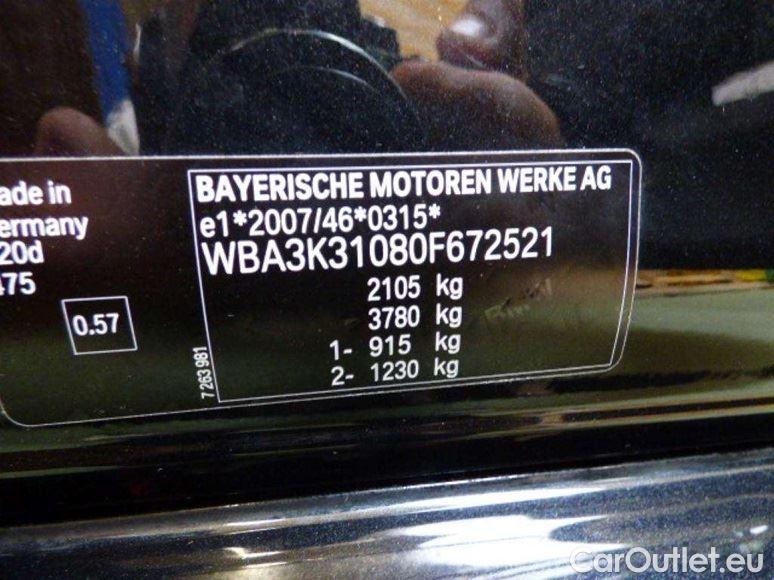 ade in
ermany
20d
475
0.57
7 263 981
BAYERISCHE MOTOREN WERKE AG
e1*2007/46*0315*
WBA3K31080F672521
2105 kg
3780 kg
1- 915 kg
2- 1230 kg
CarOutlet.eu